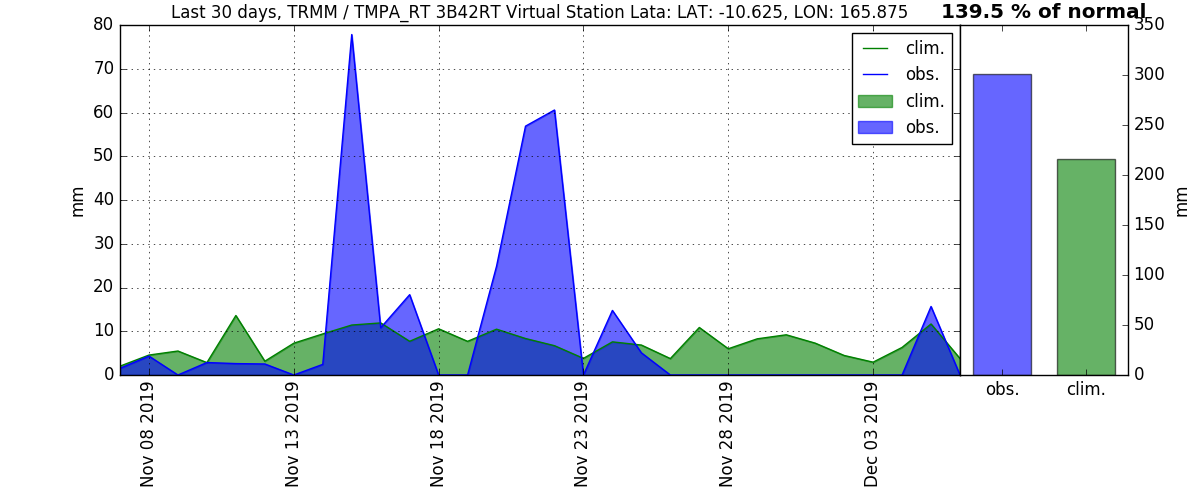 Last 30 days, TRMM / TMPA_RT 3B42RT Virtual Station Lata: LAT: -10.625, LON: 165.875
139.5 % of normal
80
70
60
50
40
30
20
10
0
mm
clim.
obs.
clim.
obs.
Nov 08 2019
Nov 13 2019
Nov 18 2019
Nov 23 2019
Nov 28 2019
Dec 03 2019
350
300
250
200
150
100
50
0
mm
obs.
clim.